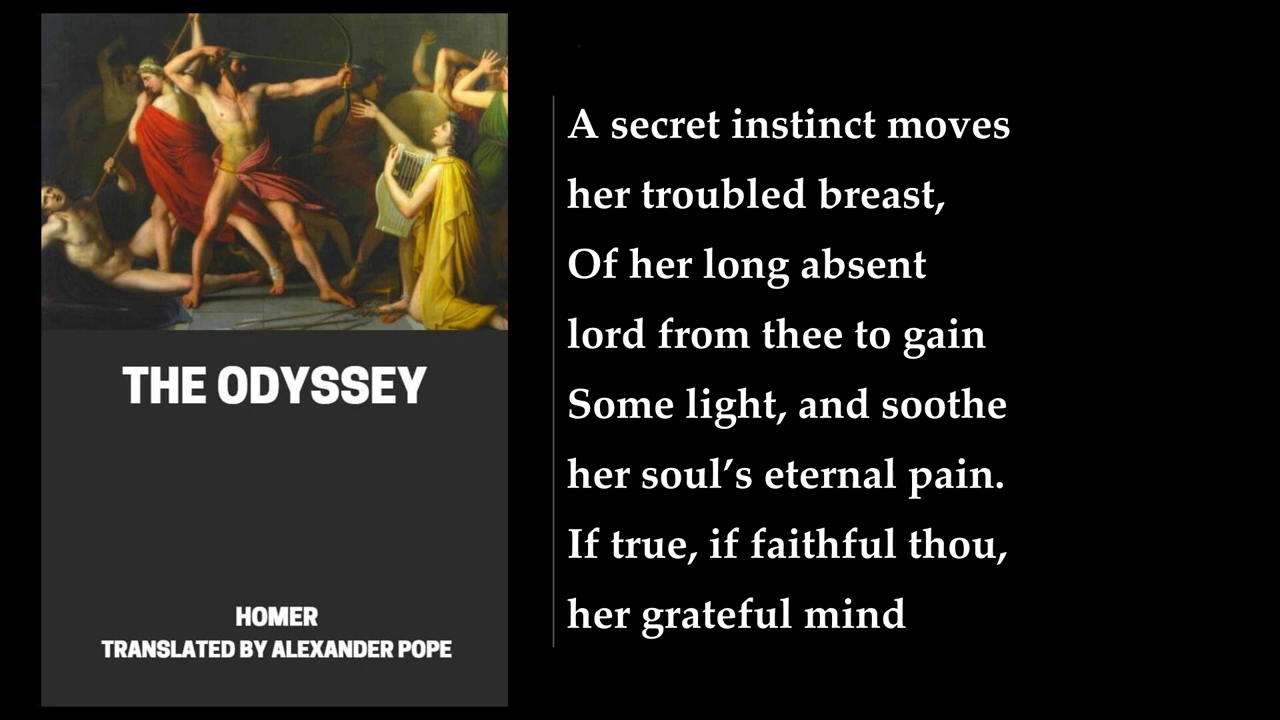 THE ODYSSEY
HOMER
TRANSLATED BY ALEXANDER POPE
A secret instinct moves
her troubled breast,
Of her long absent
lord from thee to gain
Some light, and soothe
her soul’s eternal pain.
If true, if faithful thou,
her grateful mind